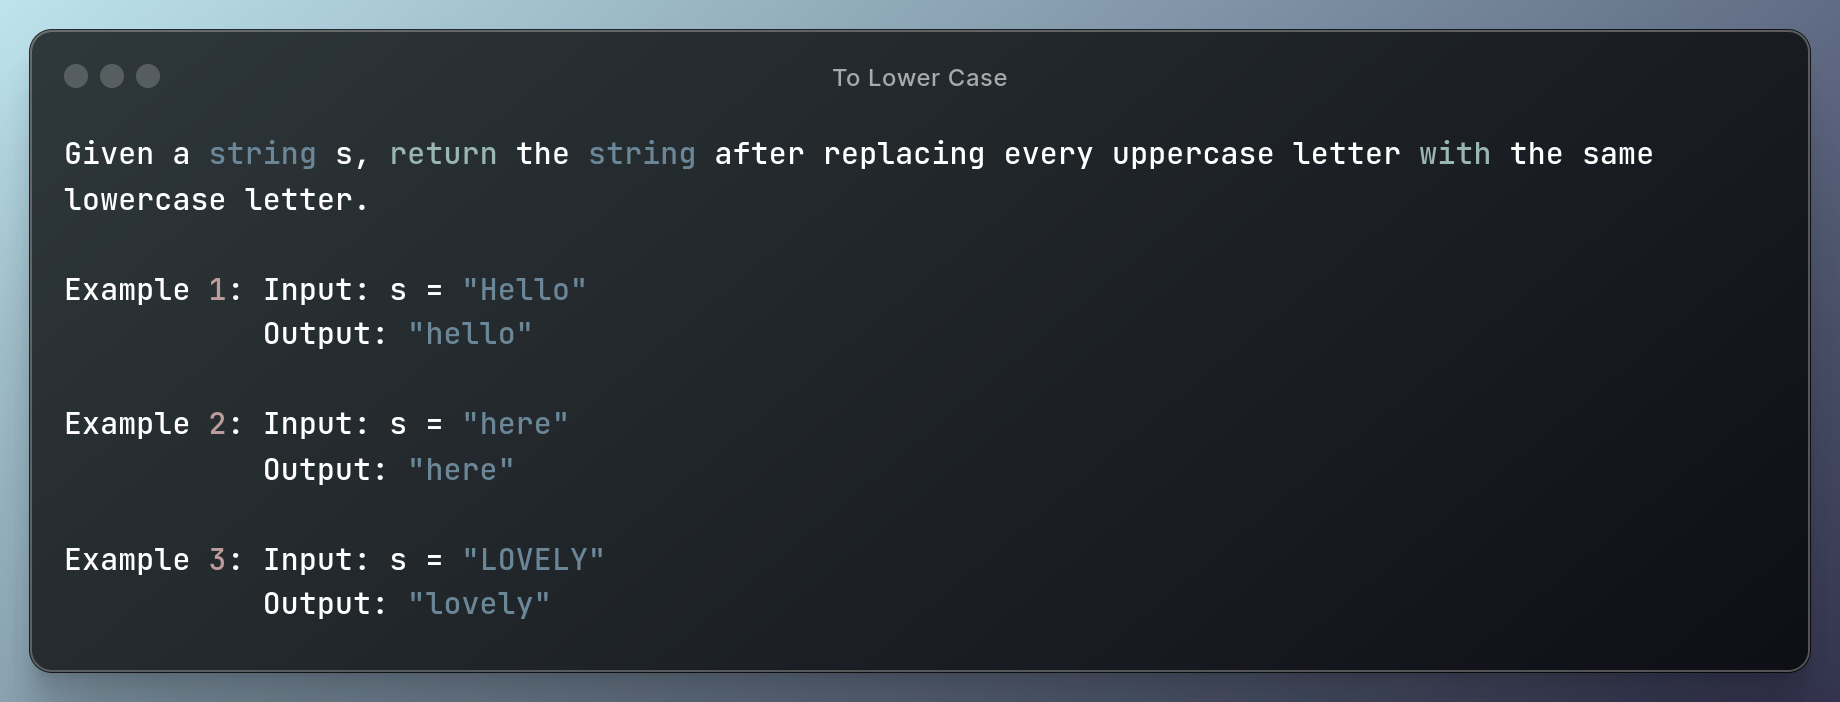 To Lower Case
Given a string s, return the string after replacing every uppercase letter with the same
lowercase letter.
Example 1: Input: s = "Hello"
Output: "hello"
Example 2: Input: s = "here"
Output: "here"
Example 3: Input: s = "LOVELY"
Output: "lovely"